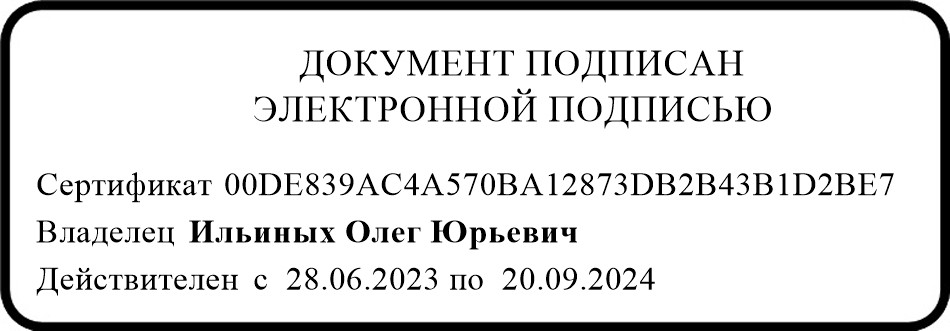 ДОКУМЕНТ ПОДПИСАН
ЭЛЕКТРОННОЙ ПОДПИСЬЮ
Сертификат 00DE839AC4A570BA12873DB2B43B1D2BE7
Владелец Ильиных Олег Юрьевич
Действителен с 28.06.2023 по 20.09.2024